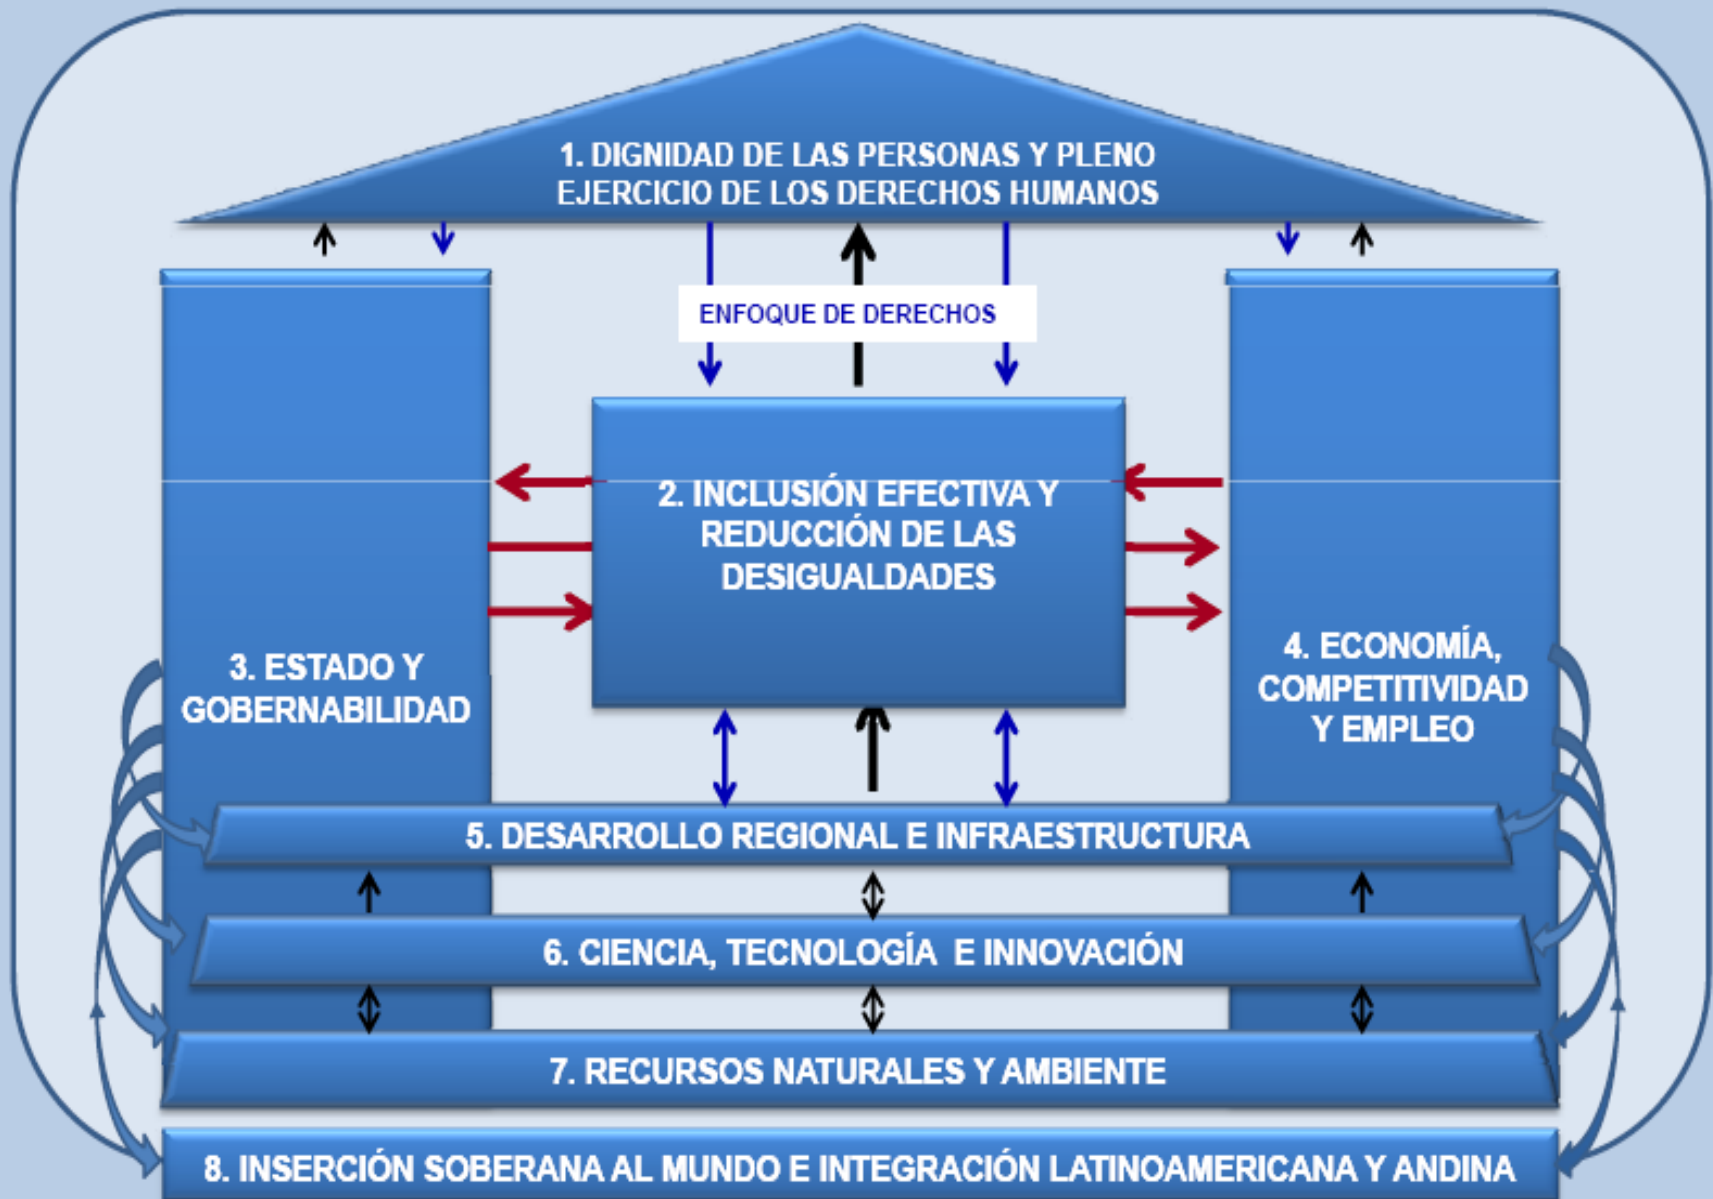 1. DIGNIDAD DE LAS PERSONAS Y PLENO
EJERCICIO DE LOS DERECHOS HUMANOS
ENFOQUE DE DERECHOS
2. INCLUSIÓN EFECTIVA Y
REDUCCIÓN DE LAS
DESIGUALDADES
3. ESTADO Y
GOBERNABILIDAD
4. ECONOMÍA,
COMPETITIVIDAD
Y EMPLEO
5. DESARROLLO REGIONAL E INFRAESTRUCTURA
6. CIENCIA, TECNOLOGÍA E INNOVACIÓN
7. RECURSOS NATURALES Y AMBIENTE
8. INSERCIÓN SOBERANA AL MUNDO E INTEGRACIÓN LATINOAMERICANA Y ANDINA